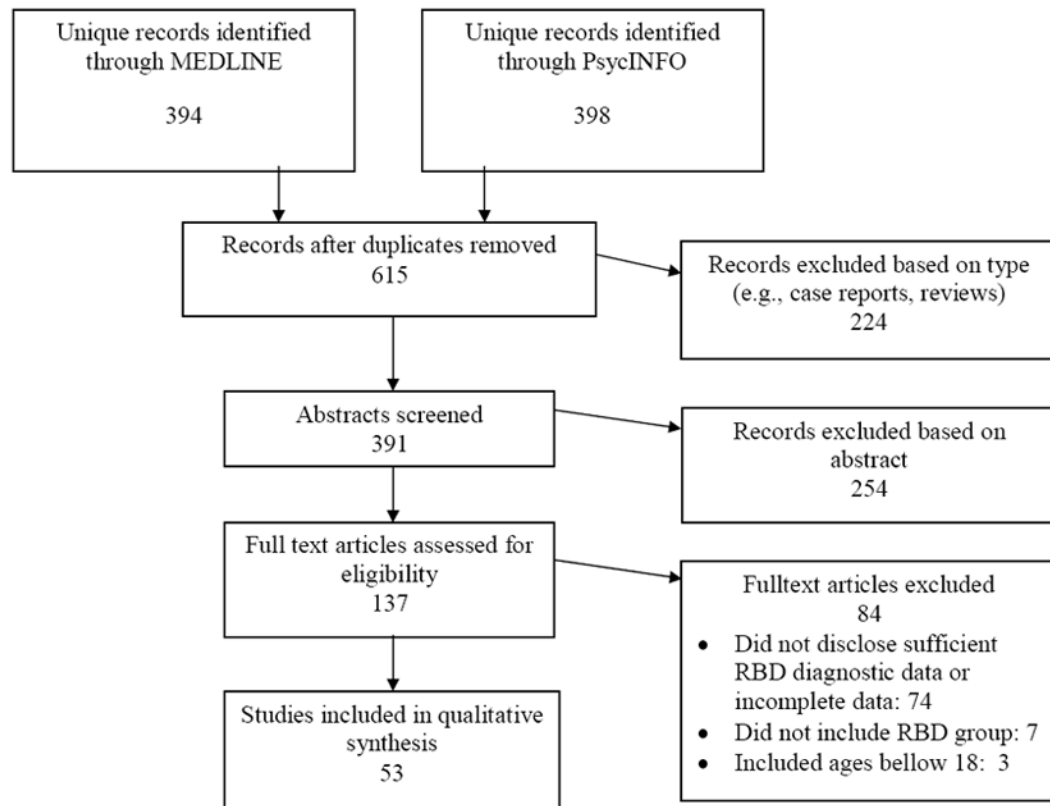 Unique records identified
through MEDLINE
394
Unique records identified
through PsycINFO
398
Records after duplicates removed
615
Records excluded based on type
(e.g., case reports, reviews)
224
Abstracts screened
391
Records excluded based on
abstract
254
Full text articles assessed for
eligibility
137
Fulltext articles excluded
84
• Did not disclose sufficient
RBD diagnostic data or
incomplete data: 74
• Did not include RBD group: 7
• Included ages bellow 18: 3
Studies included in qualitative
synthesis
53